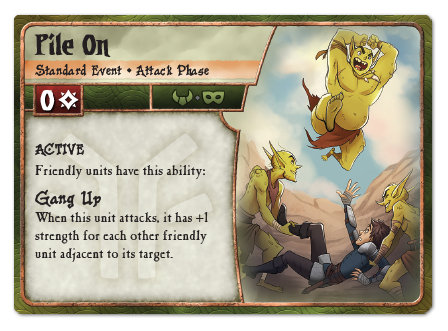 Pile On
Standard Event • Attack Phase
0
ACTIVE
Friendly units have this ability:
Gang Up
When this unit attacks, it has +1
strength for each other friendly
unit adjacent to its target.